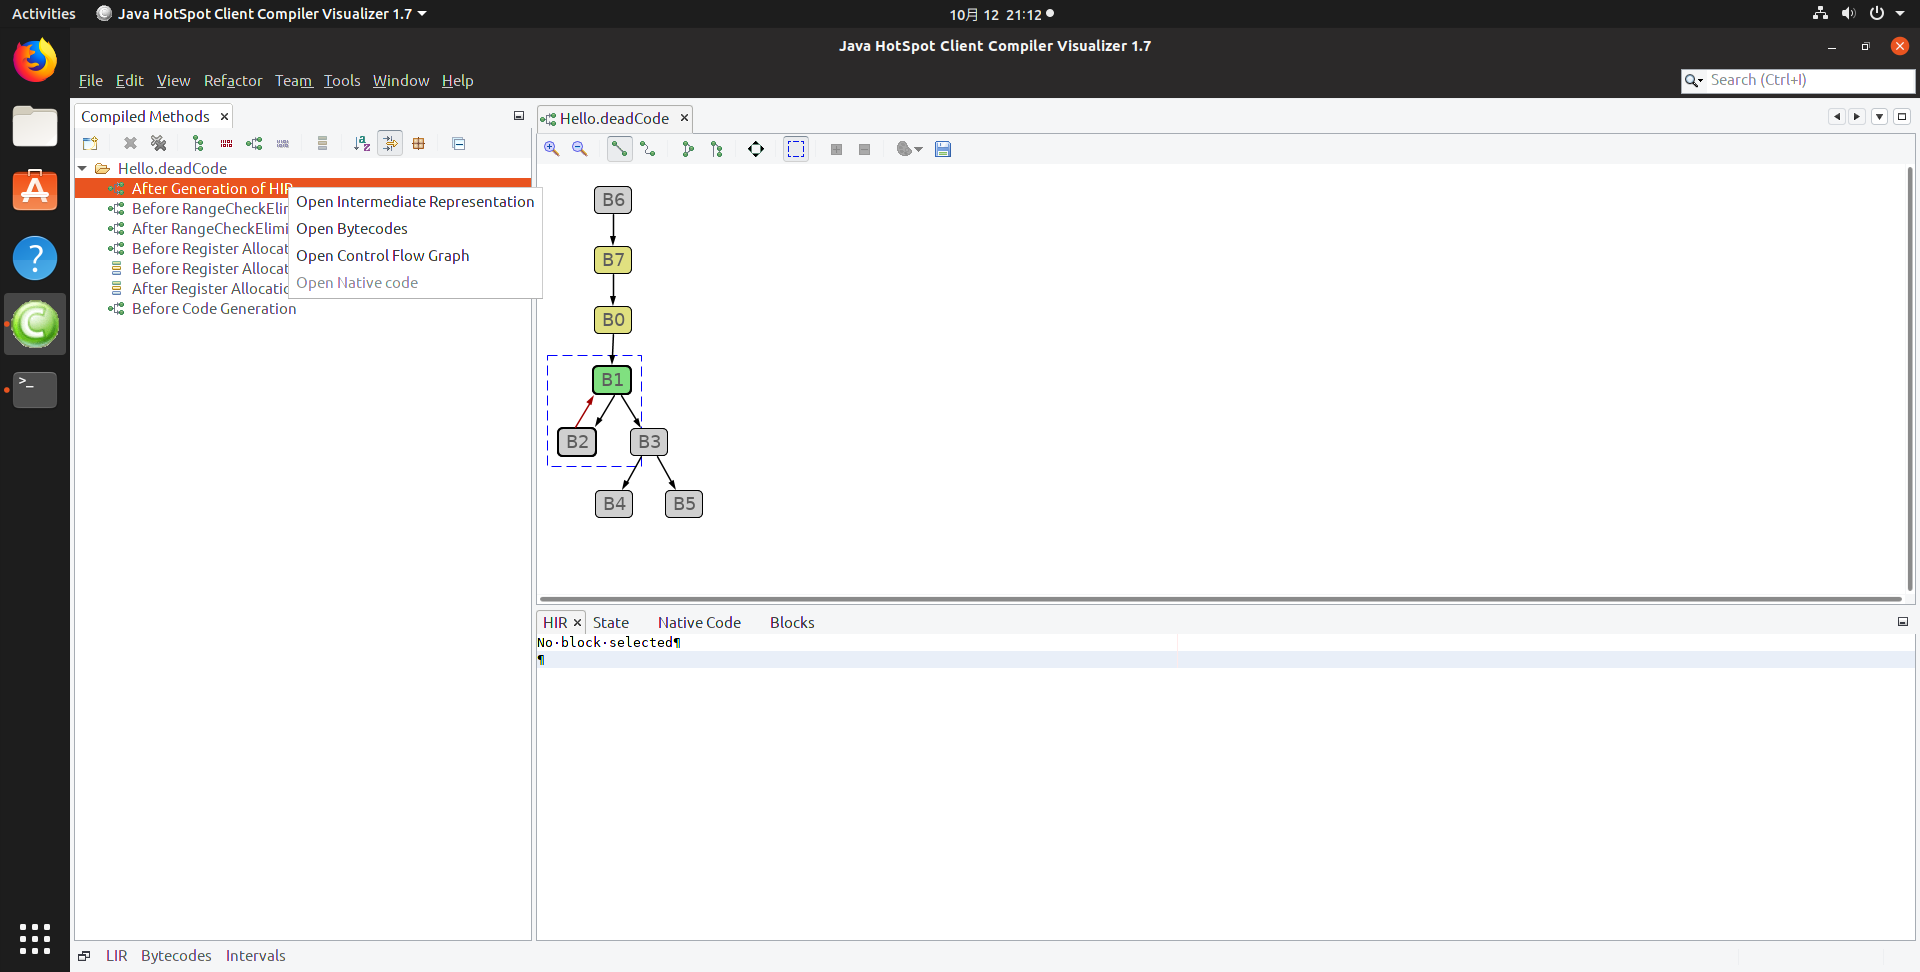 Activities Java HotSpot Client Compiler Visualizer 1.7 10月 12 21:12
Java HotSpot Client Compiler Visualizer 1.7
File Edit View Refactor Team Tools Window Help Search (Ctrl+I)
Compiled Methods
Hello.deadCode
After Generation of HIR
Before RangeCheckElim
After RangeCheckElimi
Before Register Allocat
Before Register Allocat
After Register Allocatio
Before Code Generation
Open Intermediate Representation
Open Bytecodes
Open Control Flow Graph
Open Native code
Hello.deadCode
B6
B7
B0
B1
B2 B3
B4 B5
HIR State Native Code Blocks
No·block·selected¶
¶
LIR Bytecodes Intervals